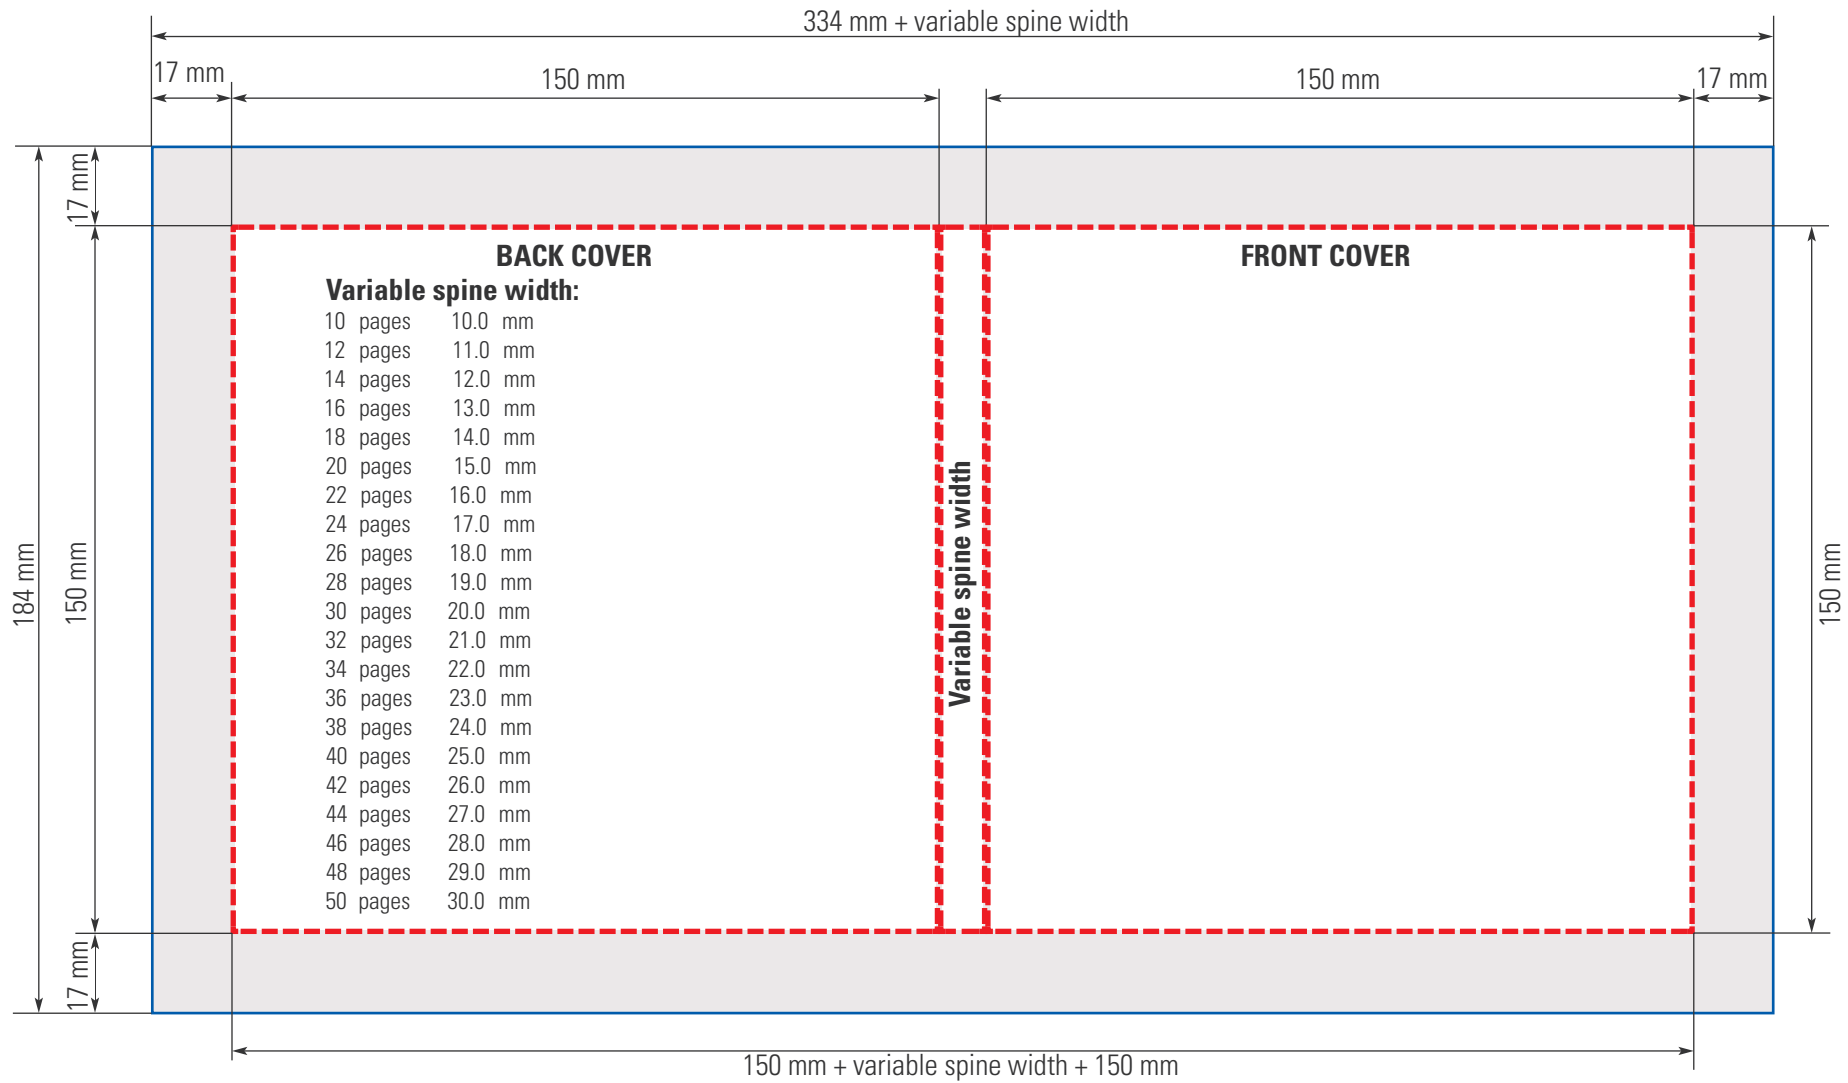 334 mm + variable spine width
17 mm
150 mm
150 mm
17 mm
17 mm
BACK COVER
FRONT COVER
Variable spine width:
10 pages 10.0 mm
12 pages 11.0 mm
14 pages 12.0 mm
16 pages 13.0 mm
18 pages 14.0 mm
20 pages 15.0 mm
22 pages 16.0 mm
24 pages 17.0 mm
26 pages 18.0 mm
28 pages 19.0 mm
30 pages 20.0 mm
32 pages 21.0 mm
34 pages 22.0 mm
36 pages 23.0 mm
38 pages 24.0 mm
40 pages 25.0 mm
42 pages 26.0 mm
44 pages 27.0 mm
46 pages 28.0 mm
48 pages 29.0 mm
50 pages 30.0 mm
Variable spine width
184 mm
150 mm
150 mm
17 mm
150 mm + variable spine width + 150 mm